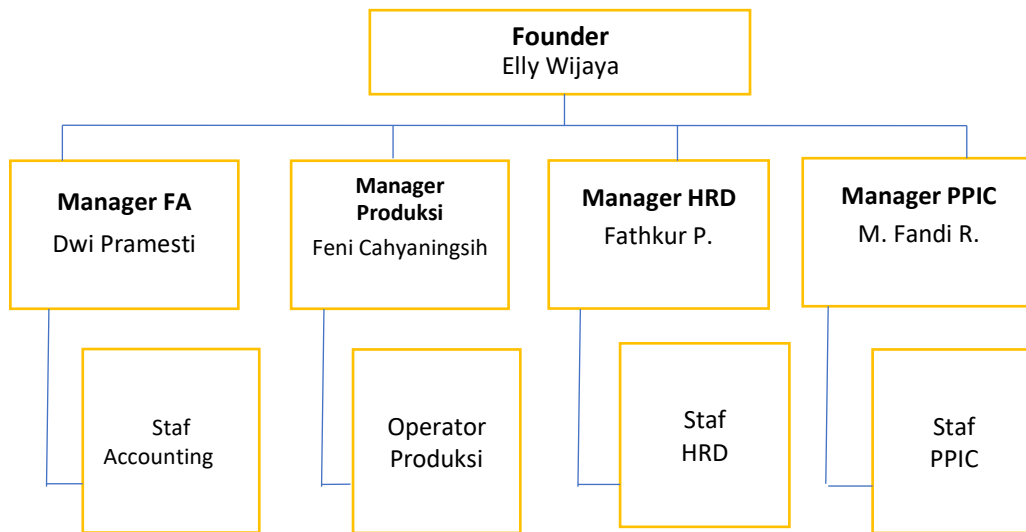 Founder
Elly Wijaya
Manager FA
Dwi Pramesti
Manager
Produksi
Feni Cahyaningsih
Manager HRD
Fathkur P.
Manager PPIC
M. Fandi R.
Staf
Accounting
Operator
Produksi
Staf
HRD
Staf
PPIC